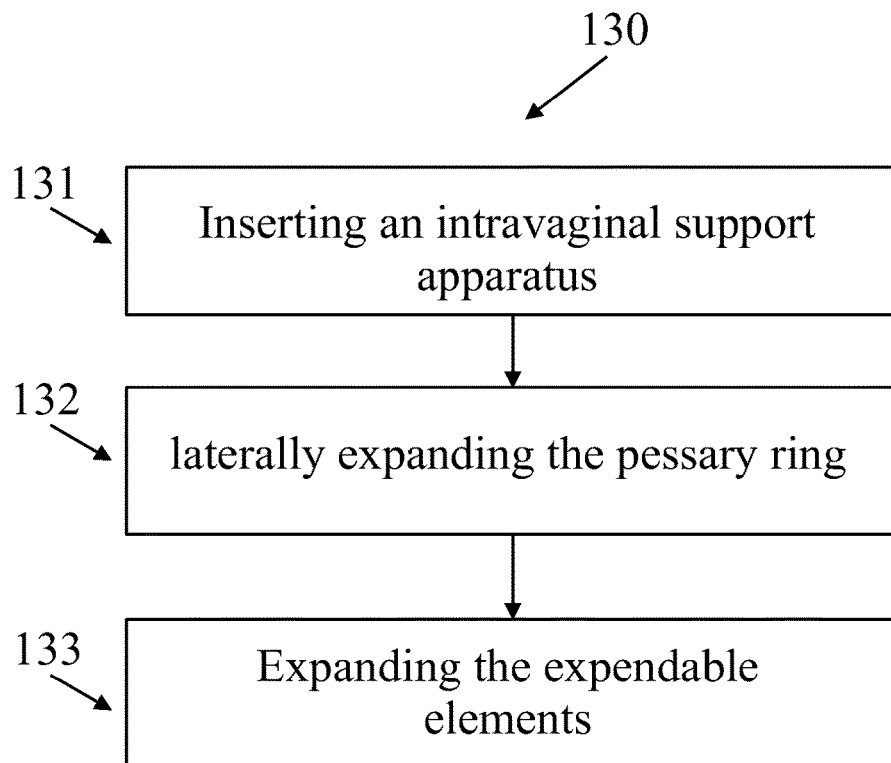 130
131
Inserting an intravaginal support
apparatus
132
laterally expanding the pessary ring
133
Expanding the expendable
elements